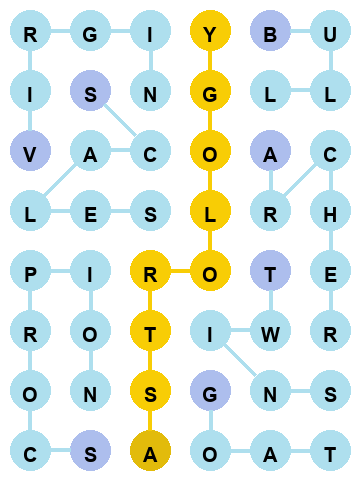 R G I Y B U
I S N G L L
V A C O A C
L E S L R H
P I R O T E
R O T I W R
O N S G N S
C S A O A T